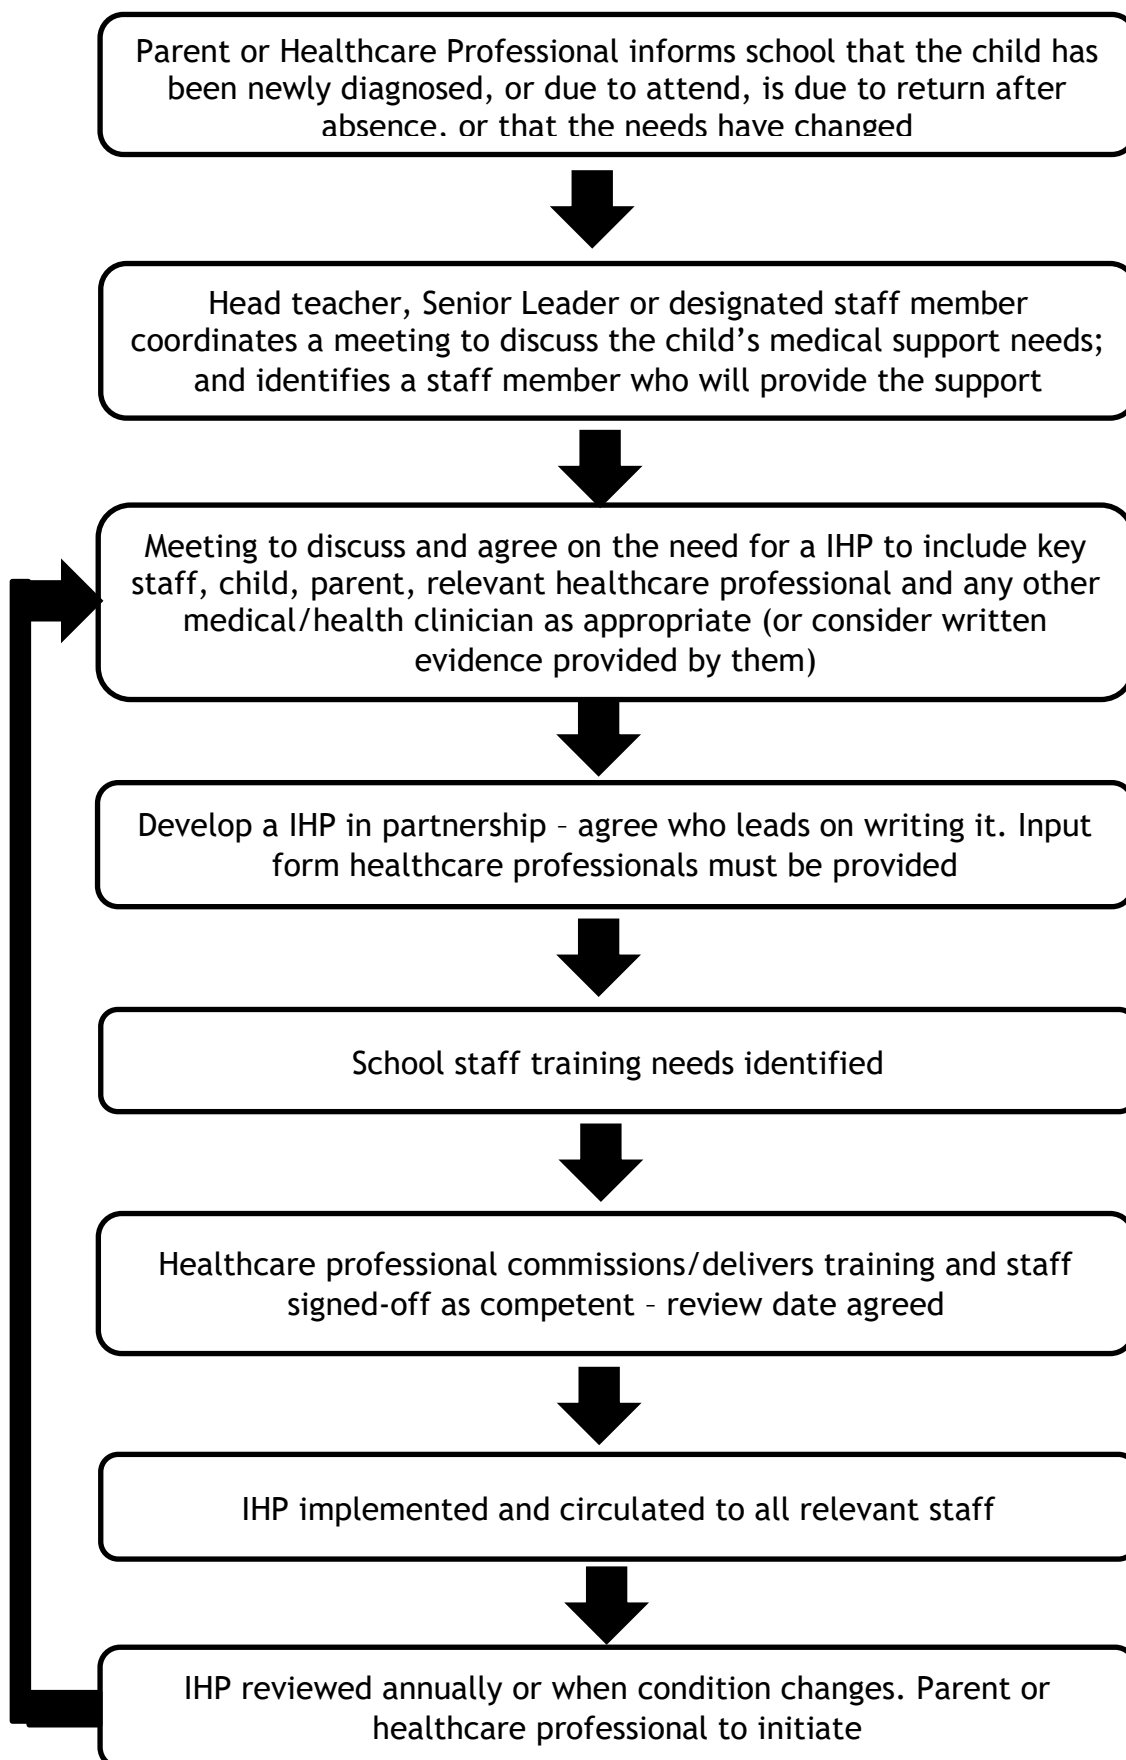 Parent or Healthcare Professional informs school that the child has
been newly diagnosed, or due to attend, is due to return after
absence, or that the needs have changed
Head teacher, Senior Leader or designated staff member
coordinates a meeting to discuss the child’s medical support needs;
and identifies a staff member who will provide the support
Meeting to discuss and agree on the need for a IHP to include key
staff, child, parent, relevant healthcare professional and any other
medical/health clinician as appropriate (or consider written
evidence provided by them)
Develop a IHP in partnership – agree who leads on writing it. Input
form healthcare professionals must be provided
School staff training needs identified
Healthcare professional commissions/delivers training and staff
signed-off as competent – review date agreed
IHP implemented and circulated to all relevant staff
IHP reviewed annually or when condition changes. Parent or
healthcare professional to initiate